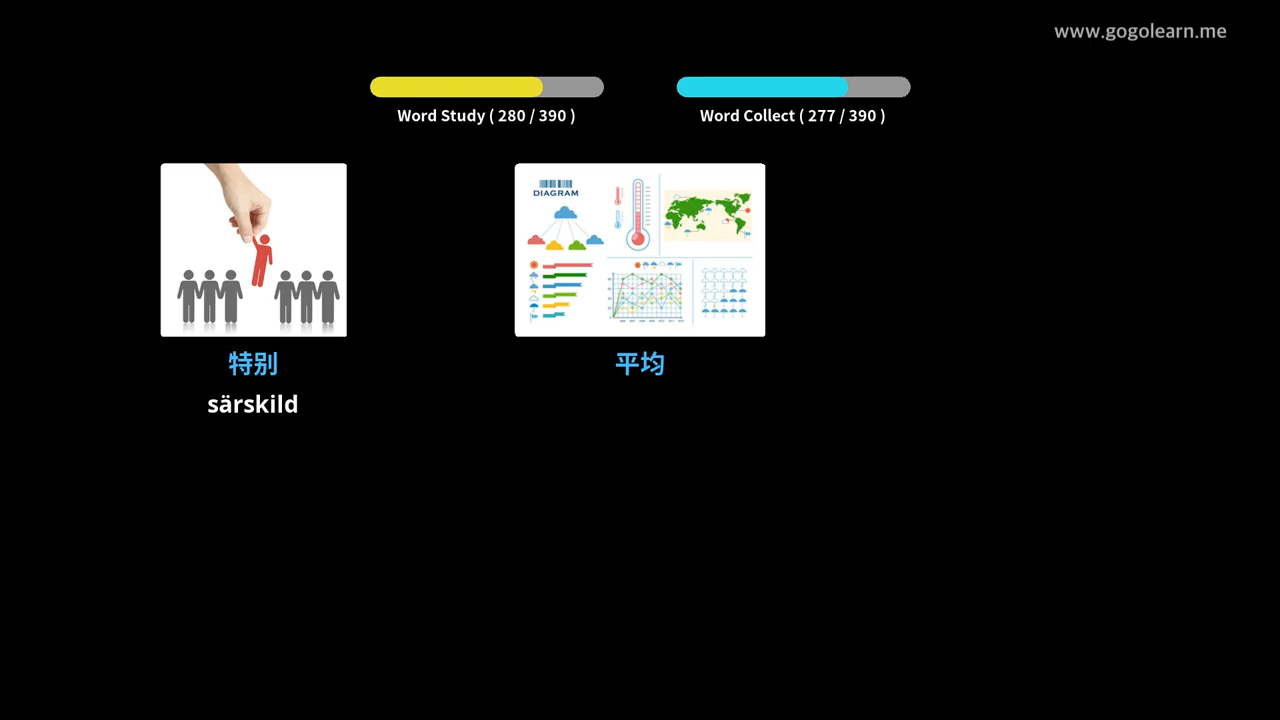 www.gogolearn.me
Word Study ( 280 / 390 )
Word Collect ( 277 / 390 )
DIAGRAM
特别
平均
särskild